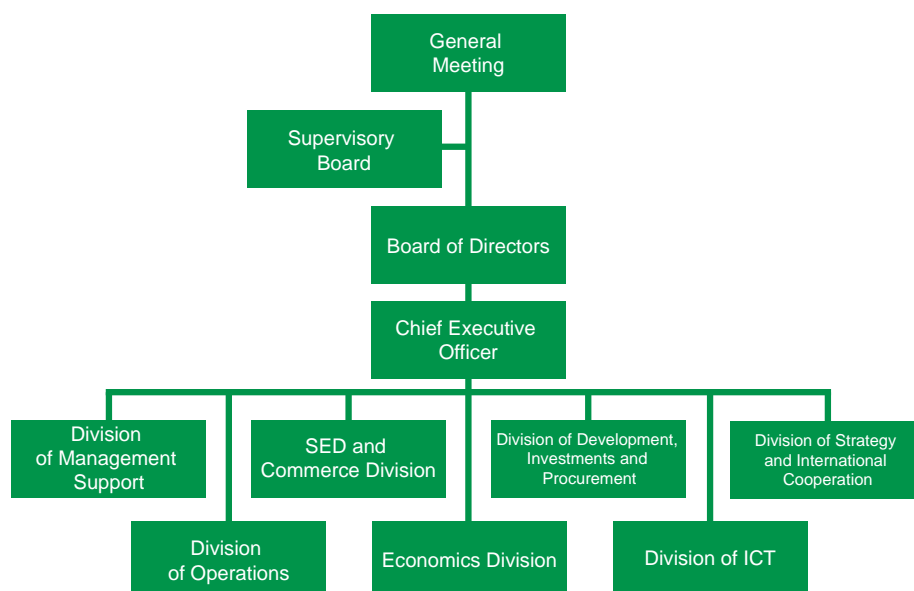 General
Meeting
Supervisory
Board
Board of Directors
Chief Executive
Officer
Division
of Management
Support
SED and
Commerce Division
Division of Development,
Investments and
Procurement
Division of Strategy
and International
Cooperation
Division
of Operations
Economics Division
Division of ICT